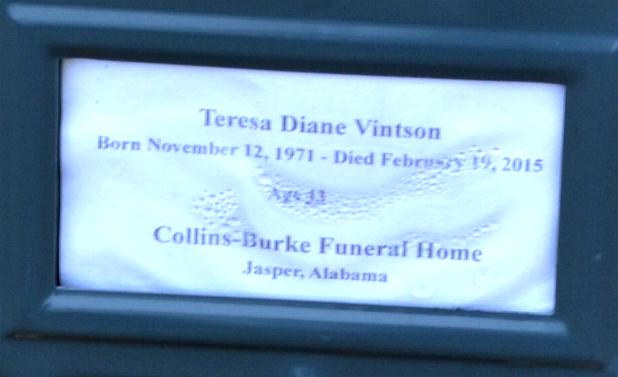 Teresa Diane Vintson
Born November 12, 1971 - Died February 19, 2015
Age 43
Collins-Burke Funeral Home
Jasper, Alabama